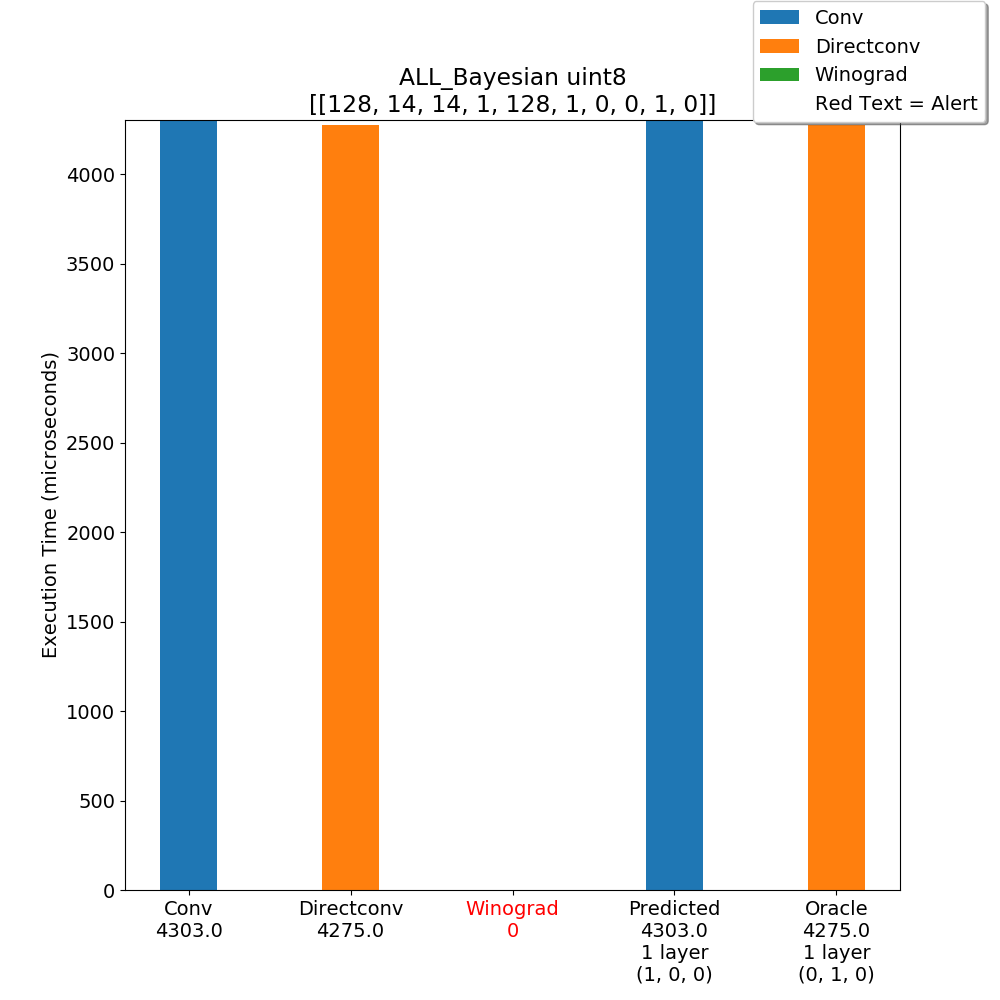 Conv
Directconv
Winograd
Red Text = Alert
ALL_Bayesian uint8
[[128, 14, 14, 1, 128, 1, 0, 0, 1, 0]]
Execution Time (microseconds)
4000
3500
3000
2500
2000
1500
1000
500
0
Conv
4303.0
Directconv
4275.0
Winograd
0
Predicted
4303.0
1 layer
(1, 0, 0)
Oracle
4275.0
1 layer
(0, 1, 0)